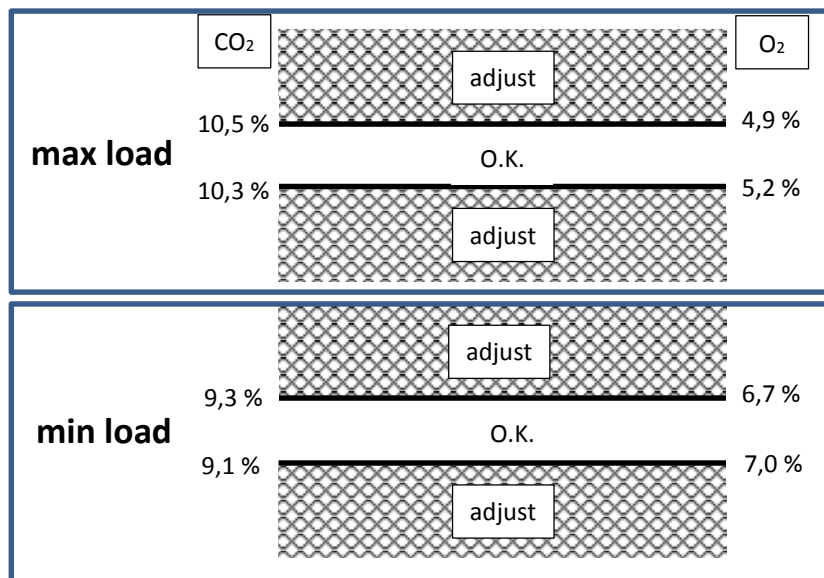 CO₂
O₂
adjust
10,5 %
4,9 %
max load
O.K.
10,3 %
5,2 %
adjust
adjust
9,3 %
6,7 %
min load
O.K.
9,1 %
7,0 %
adjust